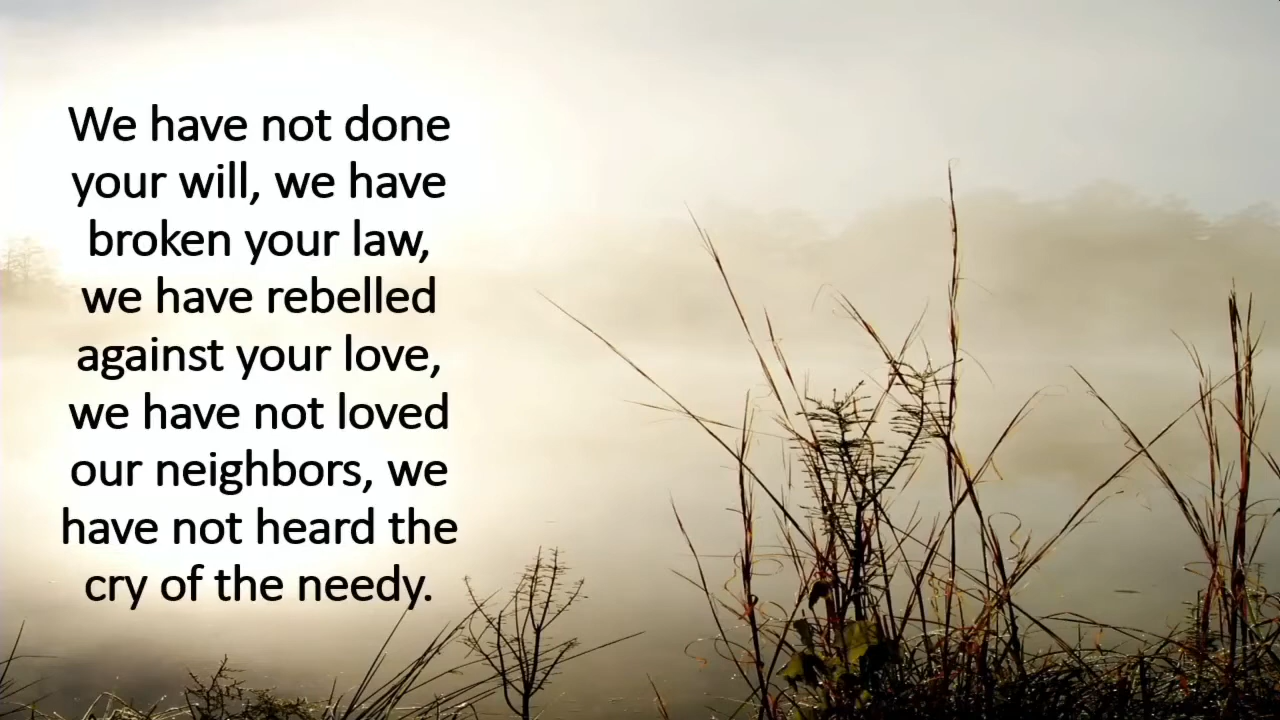 We have not done
your will, we have
broken your law,
we have rebelled
against your love,
we have not loved
our neighbors, we
have not heard the
cry of the needy.